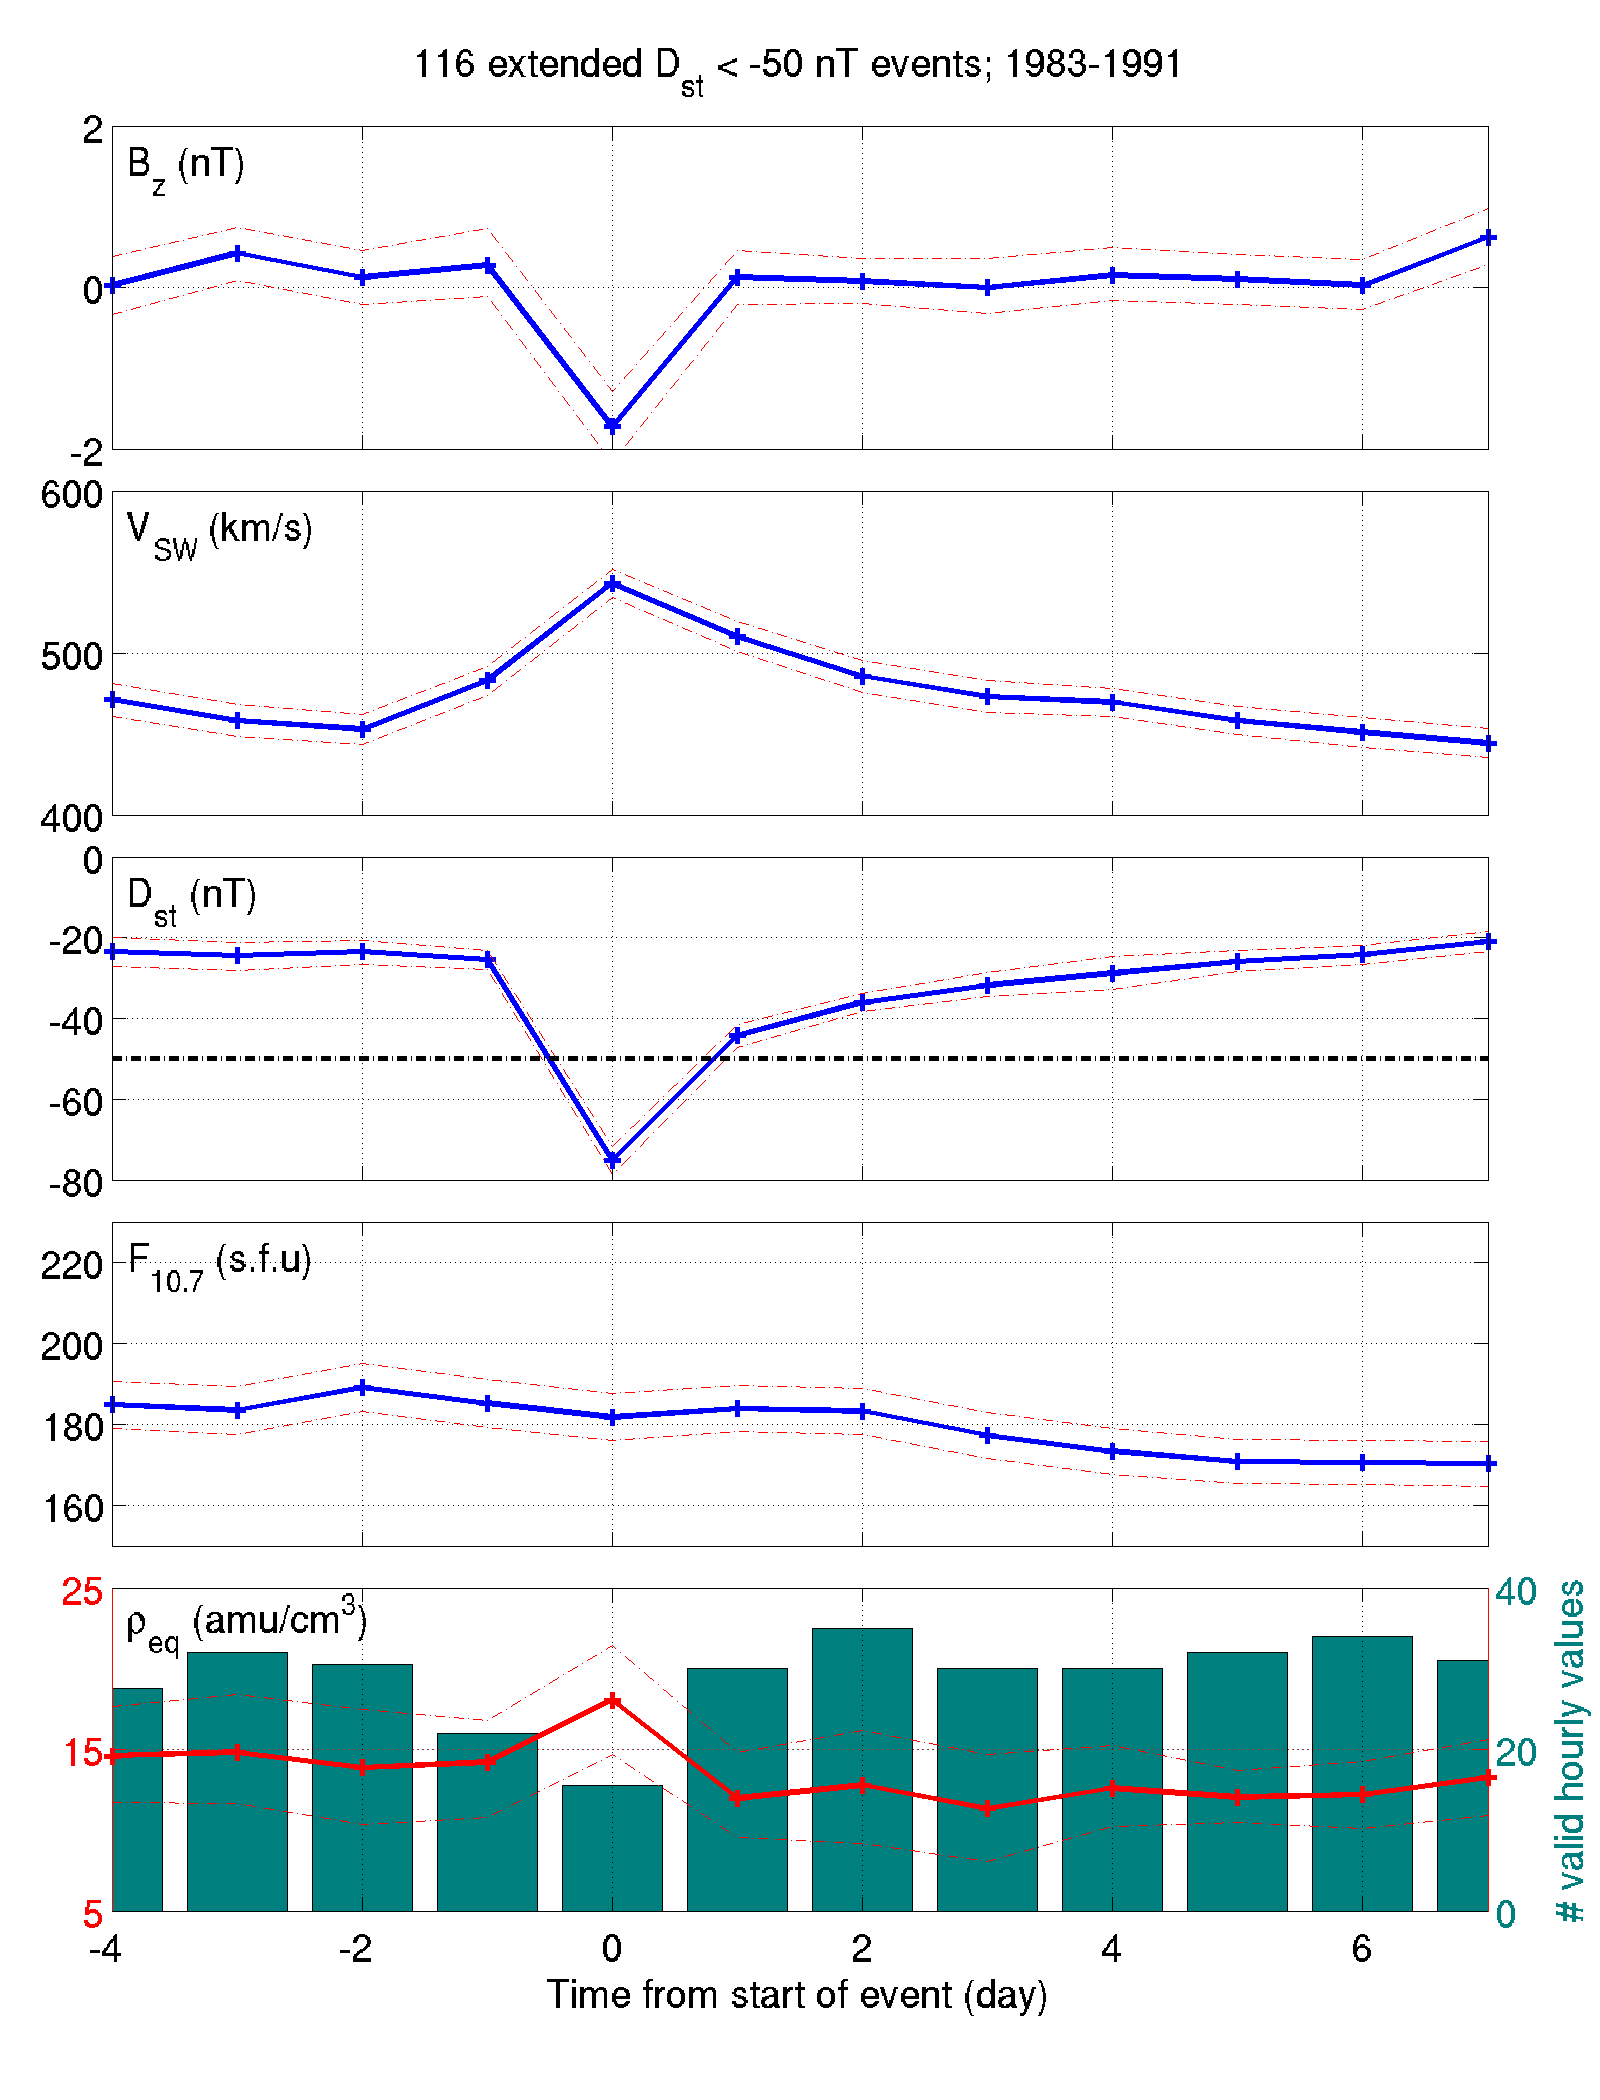 116 extended D_st < -50 nT events; 1983-1991
2
B_z (nT)
0
-2
600
V_SW (km/s)
500
400
0
D_st (nT)
-20
-40
-60
-80
220
F_10.7 (s.f.u)
200
180
160
25
ρ_eq (amu/cm^3)
15
5
40
20
0
# valid hourly values
-4 -2 0 2 4 6
Time from start of event (day)